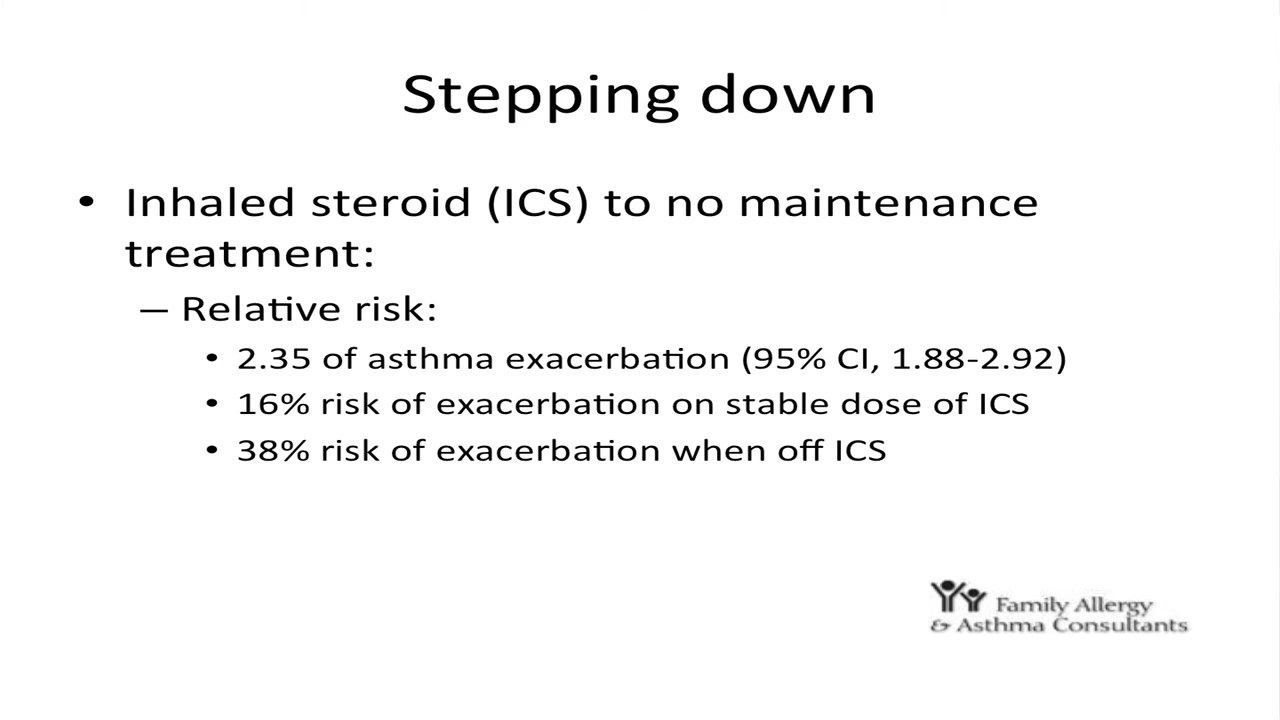 Stepping down
• Inhaled steroid (ICS) to no maintenance
treatment:
– Relative risk:
• 2.35 of asthma exacerbation (95% CI, 1.88-2.92)
• 16% risk of exacerbation on stable dose of ICS
• 38% risk of exacerbation when off ICS
Family Allergy
& Asthma Consultants